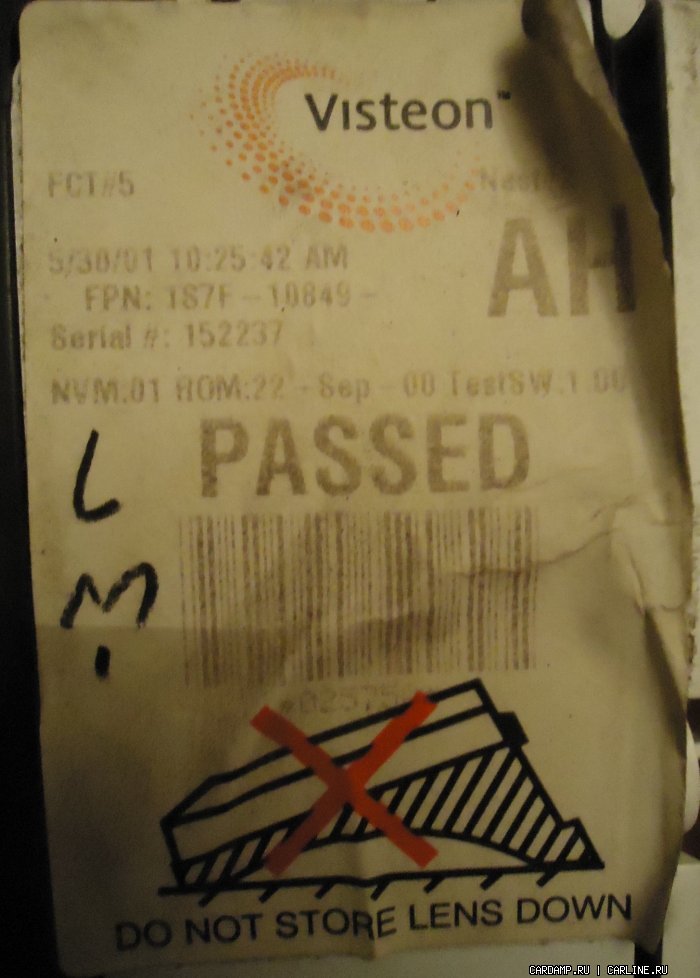 Visteon™
FCT#5
AH
5/30/01 10:25:42 AM
FPN: 1S7F - 10849 -
Serial #: 152237
NVM:01 ROM:22 - Sep - 00 TestSW.1.00
PASSED
L
M
DO NOT STORE LENS DOWN
CARDAMP.RU | CARLINE.RU